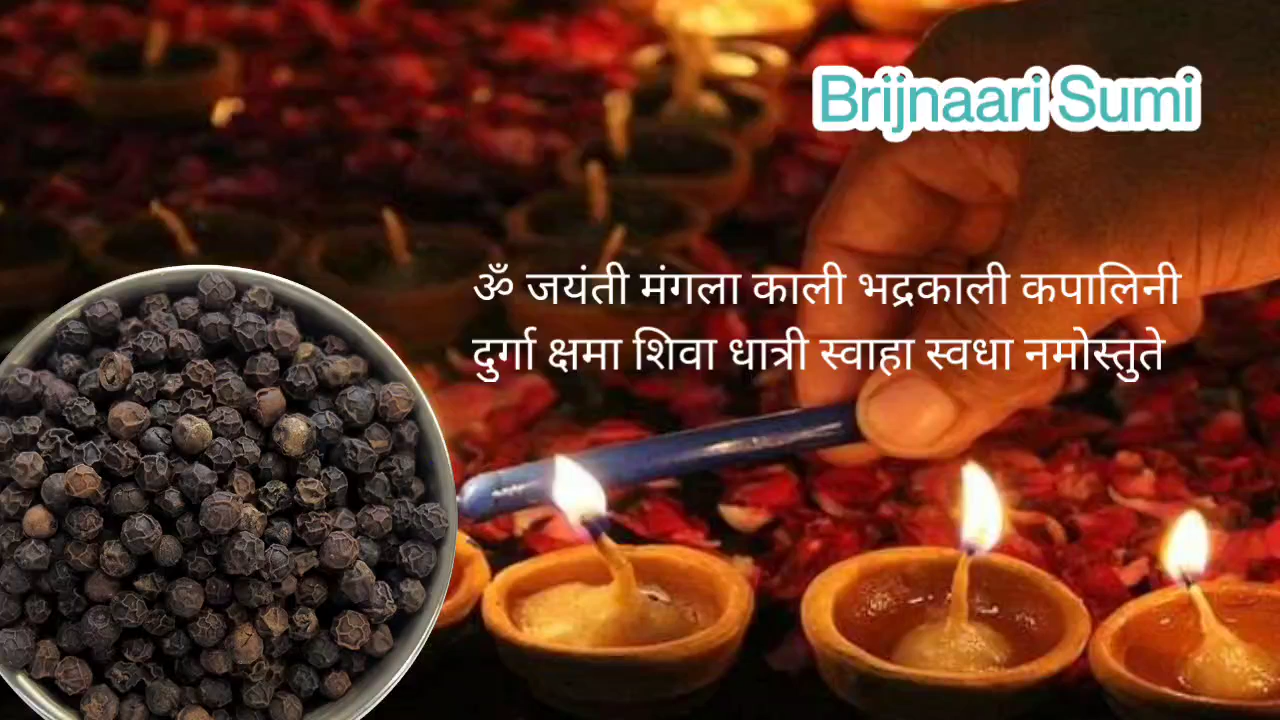 Brijnaari Sumi
ॐ जयंती मंगला काली भद्रकाली कपालिनी
दुर्गा क्षमा शिवा धात्री स्वाहा स्वधा नमोस्तुते